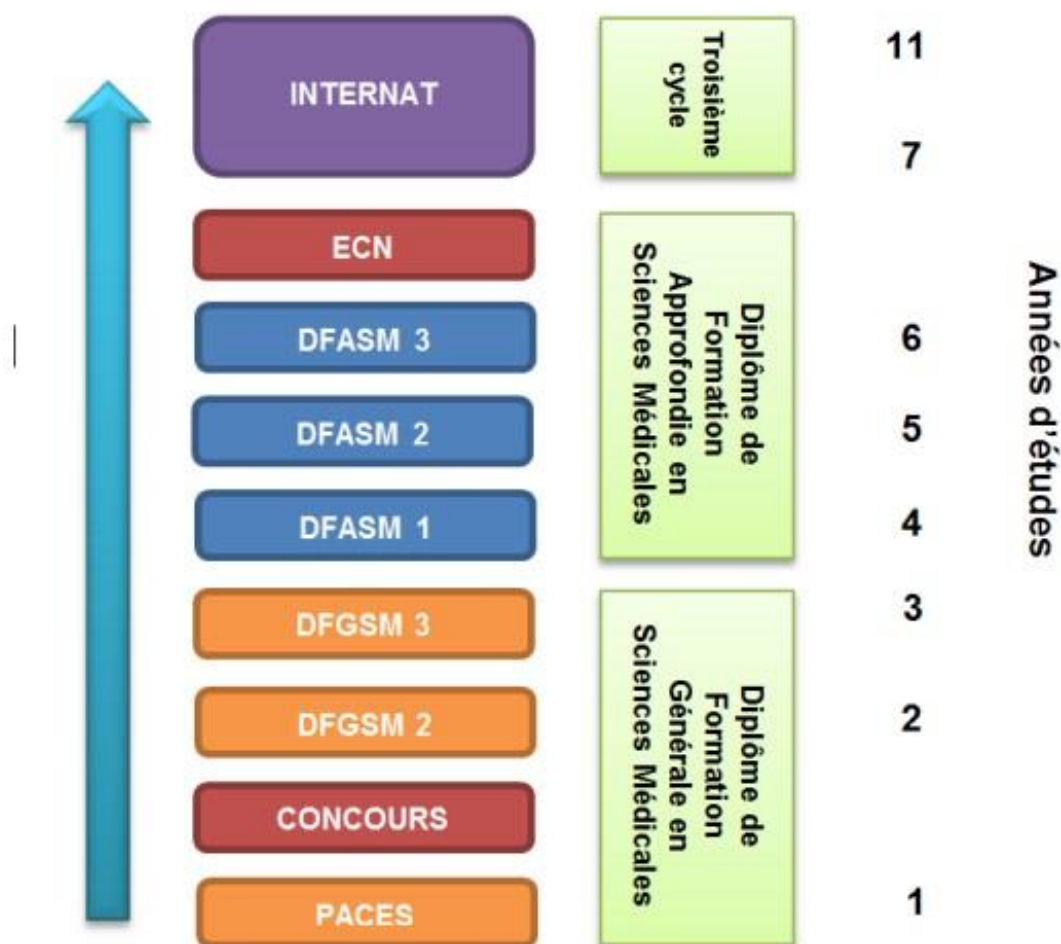 INTERNAT
Troisième
cycle
11
7
ECN
DFASM 3
DFASM 2
DFASM 1
Diplôme de
Formation
Approfondie en
Sciences Médicales
6
5
4
DFGSM 3
DFGSM 2
CONCOURS
PACES
Diplôme de
Formation
Générale en
Sciences Médicales
3
2
1
Années d'études